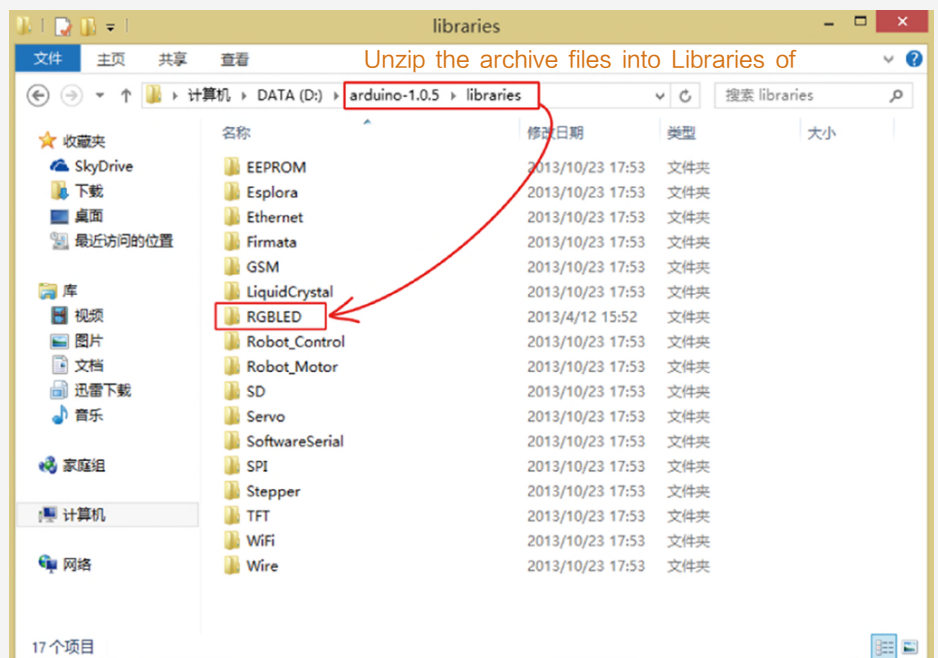 libraries
文件 主页 共享 查看 Unzip the archive files into Libraries of
计算机 DATA (D:) arduino-1.0.5 libraries 搜索 libraries
名称 修改日期 类型 大小
收藏夹
SkyDrive
下载
桌面
最近访问的位置
库
视频
图片
文档
迅雷下载
音乐
家庭组
计算机
网络
EEPROM 2013/10/23 17:53 文件夹
Esplora 2013/10/23 17:53 文件夹
Ethernet 2013/10/23 17:53 文件夹
Firmata 2013/10/23 17:53 文件夹
GSM 2013/10/23 17:53 文件夹
LiquidCrystal 2013/10/23 17:53 文件夹
RGBLED 2013/4/12 15:52 文件夹
Robot_Control 2013/10/23 17:53 文件夹
Robot_Motor 2013/10/23 17:53 文件夹
SD 2013/10/23 17:53 文件夹
Servo 2013/10/23 17:53 文件夹
SoftwareSerial 2013/10/23 17:53 文件夹
SPI 2013/10/23 17:53 文件夹
Stepper 2013/10/23 17:53 文件夹
TFT 2013/10/23 17:53 文件夹
WiFi 2013/10/23 17:53 文件夹
Wire 2013/10/23 17:53 文件夹
17 个项目